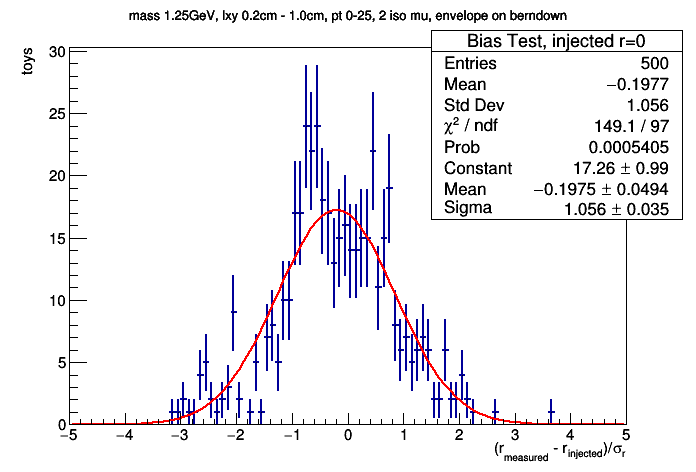 mass 1.25GeV, lxy 0.2cm - 1.0cm, pt 0-25, 2 iso mu, envelope on berndown
Bias Test, injected r=0
Entries 500
Mean −0.1977
Std Dev 1.056
χ² / ndf 149.1 / 97
Prob 0.0005405
Constant 17.26 ± 0.99
Mean −0.1975 ± 0.0494
Sigma 1.056 ± 0.035
toys
30
25
20
15
10
5
0
−5 −4 −3 −2 −1 0 1 2 3 4 5
(r_measured - r_injected)/σ_r